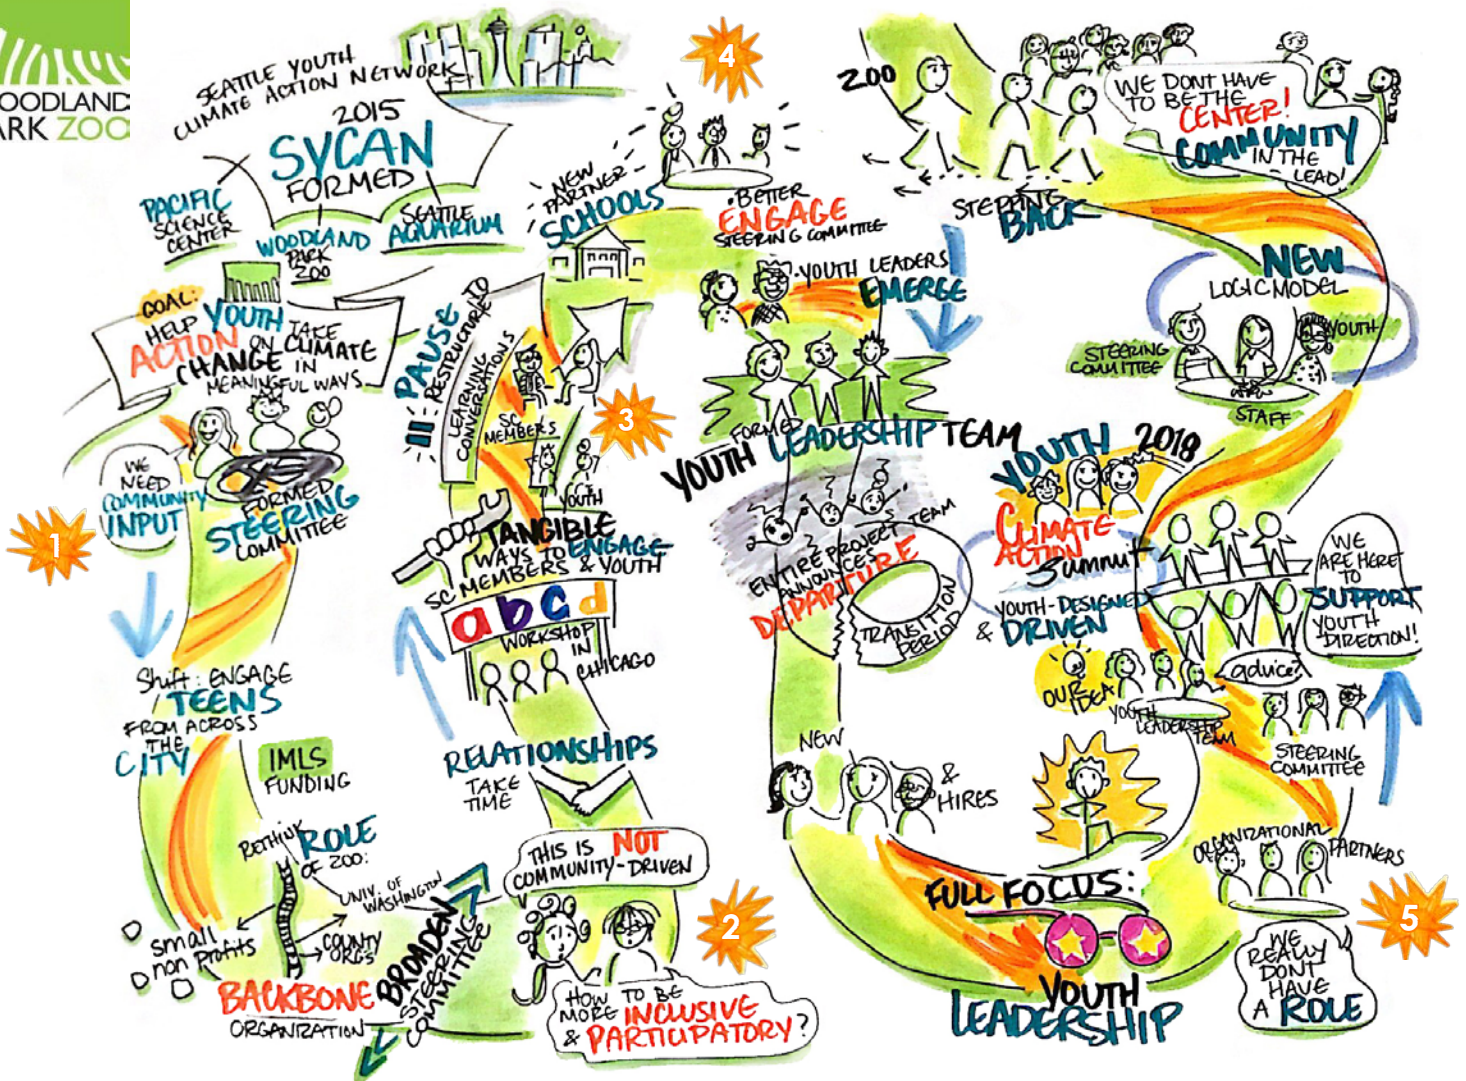 OODLAND
ARK ZOO
SEATTLE YOUTH
CLIMATE ACTION NETWORK
2015
SYCAN
FORMED
PACIFIC
SCIENCE
CENTER
WOODLAND
PARK
ZOO
SEATTLE
AQUARIUM
GOAL:
HELP YOUTH TAKE
ACTION ON CLIMATE
CHANGE IN
MEANINGFUL WAYS
WE
NEED
COMMUNITY
INPUT
FORMED
STEERING
COMMITTEE
1
Shift: ENGAGE
TEENS
FROM ACROSS
THE
CITY
IMLS
FUNDING
RETHINK
ROLE
OF ZOO:
UNIV. OF
WASHINGTON
COUNTY
ORGS
small
non profits
BACKBONE
ORGANIZATION
BROADEN
STEERING
COMMITTEE
THIS IS NOT
COMMUNITY-DRIVEN
2
HOW TO BE
MORE INCLUSIVE
& PARTICIPATORY?
RELATIONSHIPS
TAKE
TIME
abcd
WORKSHOP
IN
CHICAGO
TANGIBLE
WAYS TO ENGAGE
SC MEMBERS & YOUTH
PAUSE
RESTRUCTURE TO
LEARNING
CONVERSATIONS
SC
MEMBERS
YOUTH
3
NEW
PARTNER
SCHOOLS
4
• BETTER
ENGAGE
STEERING COMMITTEE
• YOUTH LEADERS
EMERGE
FORMED
YOUTH LEADERSHIP TEAM
ENTIRE PROJECT TEAM
ANNOUNCES
DEPARTURE
TRANSITION
PERIOD
NEW
& HIRES
FULL FOCUS:
YOUTH
LEADERSHIP
5
WE
REALLY
DONT
HAVE
A ROLE
ORGANIZATIONAL
PARTNERS
STEERING
COMMITTEE
advice?
OUR
IDEA
YOUTH
LEADERSHIP
TEAM
WE
ARE HERE
TO
SUPPORT
YOUTH
DIRECTION!
YOUTH 2018
CLIMATE
ACTION
Summit
YOUTH-DESIGNED
& DRIVEN
NEW
LOGIC MODEL
STEERING
COMMITTEE
YOUTH
STAFF
STEPPING
BACK
ZOO
WE DONT HAVE
TO BE THE
CENTER!
COMMUNITY
IN THE
LEAD!